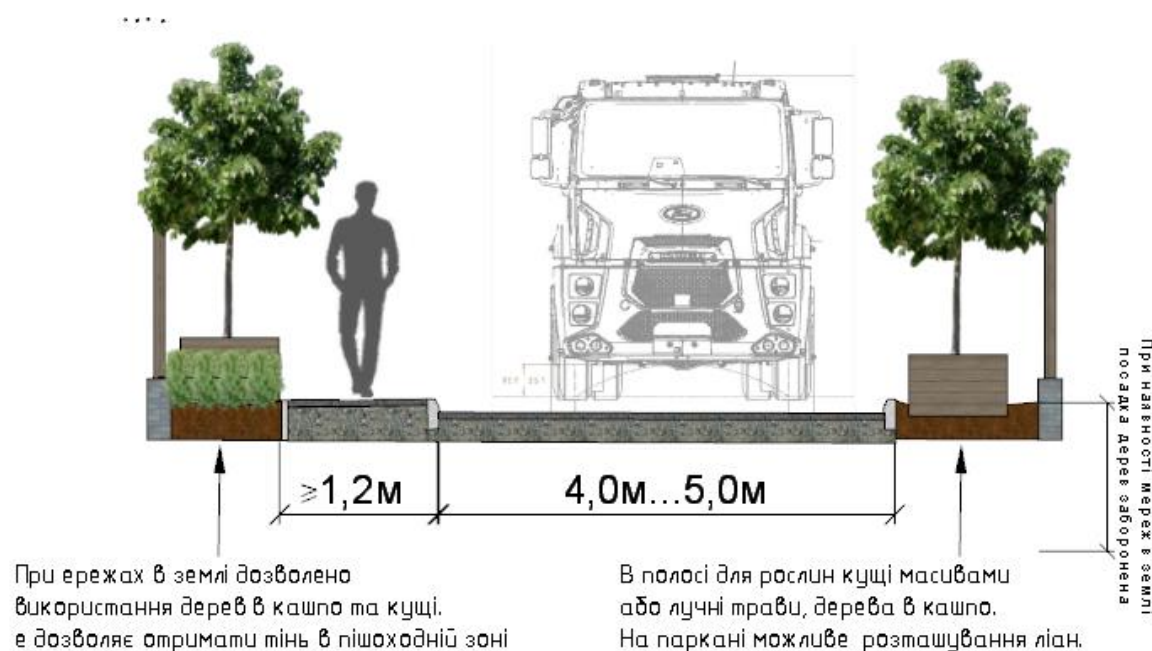 ≥1,2м
4,0м...5,0м
При ережах в землі дозволено
використання дерев в кашпо та кущі.
е дозволяє отримати тінь в пішоходній зоні
В полосі для рослин кущі масивами
або лучні трави, дерева в кашпо.
На паркані можливе розташування ліан.
При наявності мереж в землі
посадка дерев заборонена